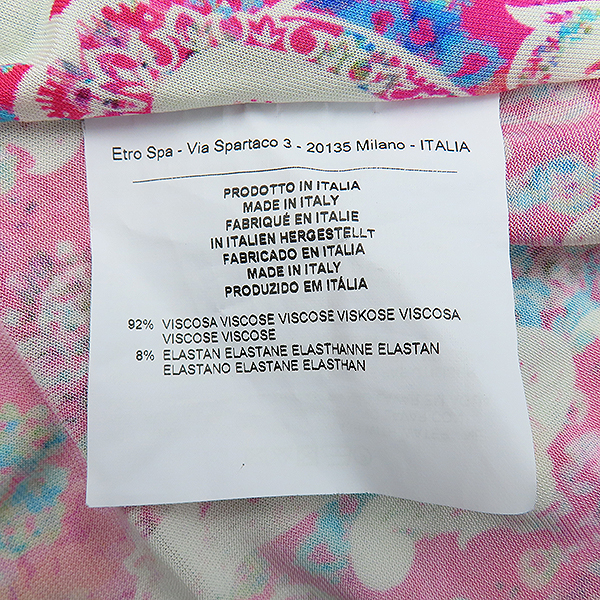 Etro Spa - Via Spartaco 3 - 20135 Milano - ITALIA
PRODOTTO IN ITALIA
MADE IN ITALY
FABRIQUÉ EN ITALIE
IN ITALIEN HERGESTELLT
FABRICADO EN ITALIA
MADE IN ITALY
PRODUZIDO EM ITÁLIA
92% VISCOSA VISCOSE VISCOSE VISKOSE VISCOSA
VISCOSE VISCOSE
8% ELASTAN ELASTANE ELASTHANNE ELASTAN
ELASTANO ELASTANE ELASTHAN